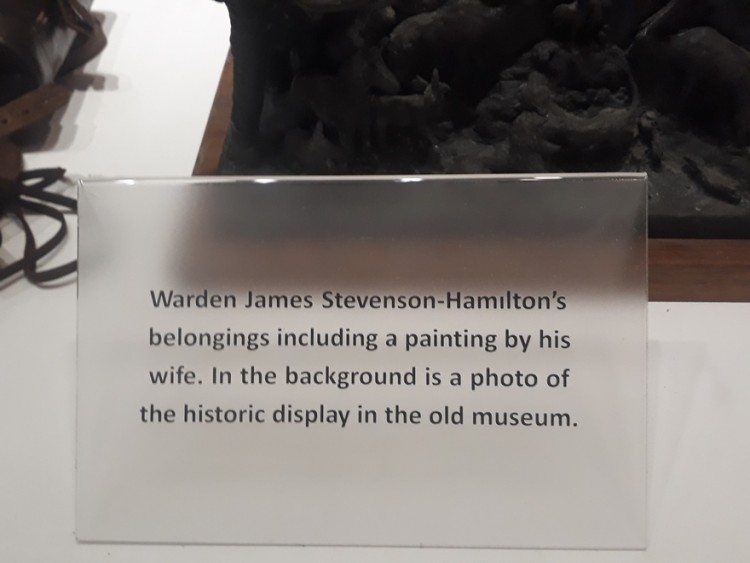 Warden James Stevenson-Hamilton's
belongings including a painting by his
wife. In the background is a photo of
the historic display in the old museum.